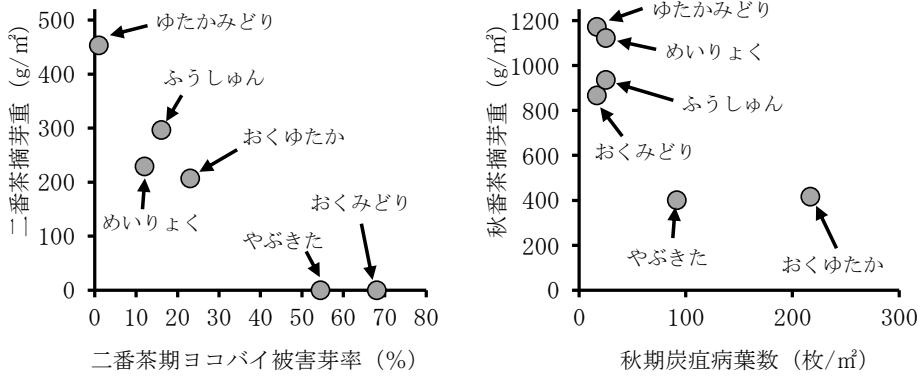 二番茶摘芽重（g/㎡）
500
400
300
200
100
0
0 10 20 30 40 50 60 70 80
ゆたかみどり
ふうしゅん
おくゆたか
めいりょく
おくみどり
やぶきた
二番茶期ヨコバイ被害芽率（%）
秋番茶摘芽重（g/㎡）
1200
1000
800
600
400
200
0
0 100 200 300
ゆたかみどり
めいりょく
ふうしゅん
おくみどり
やぶきた
おくゆたか
秋期炭疽病葉数（枚/㎡）